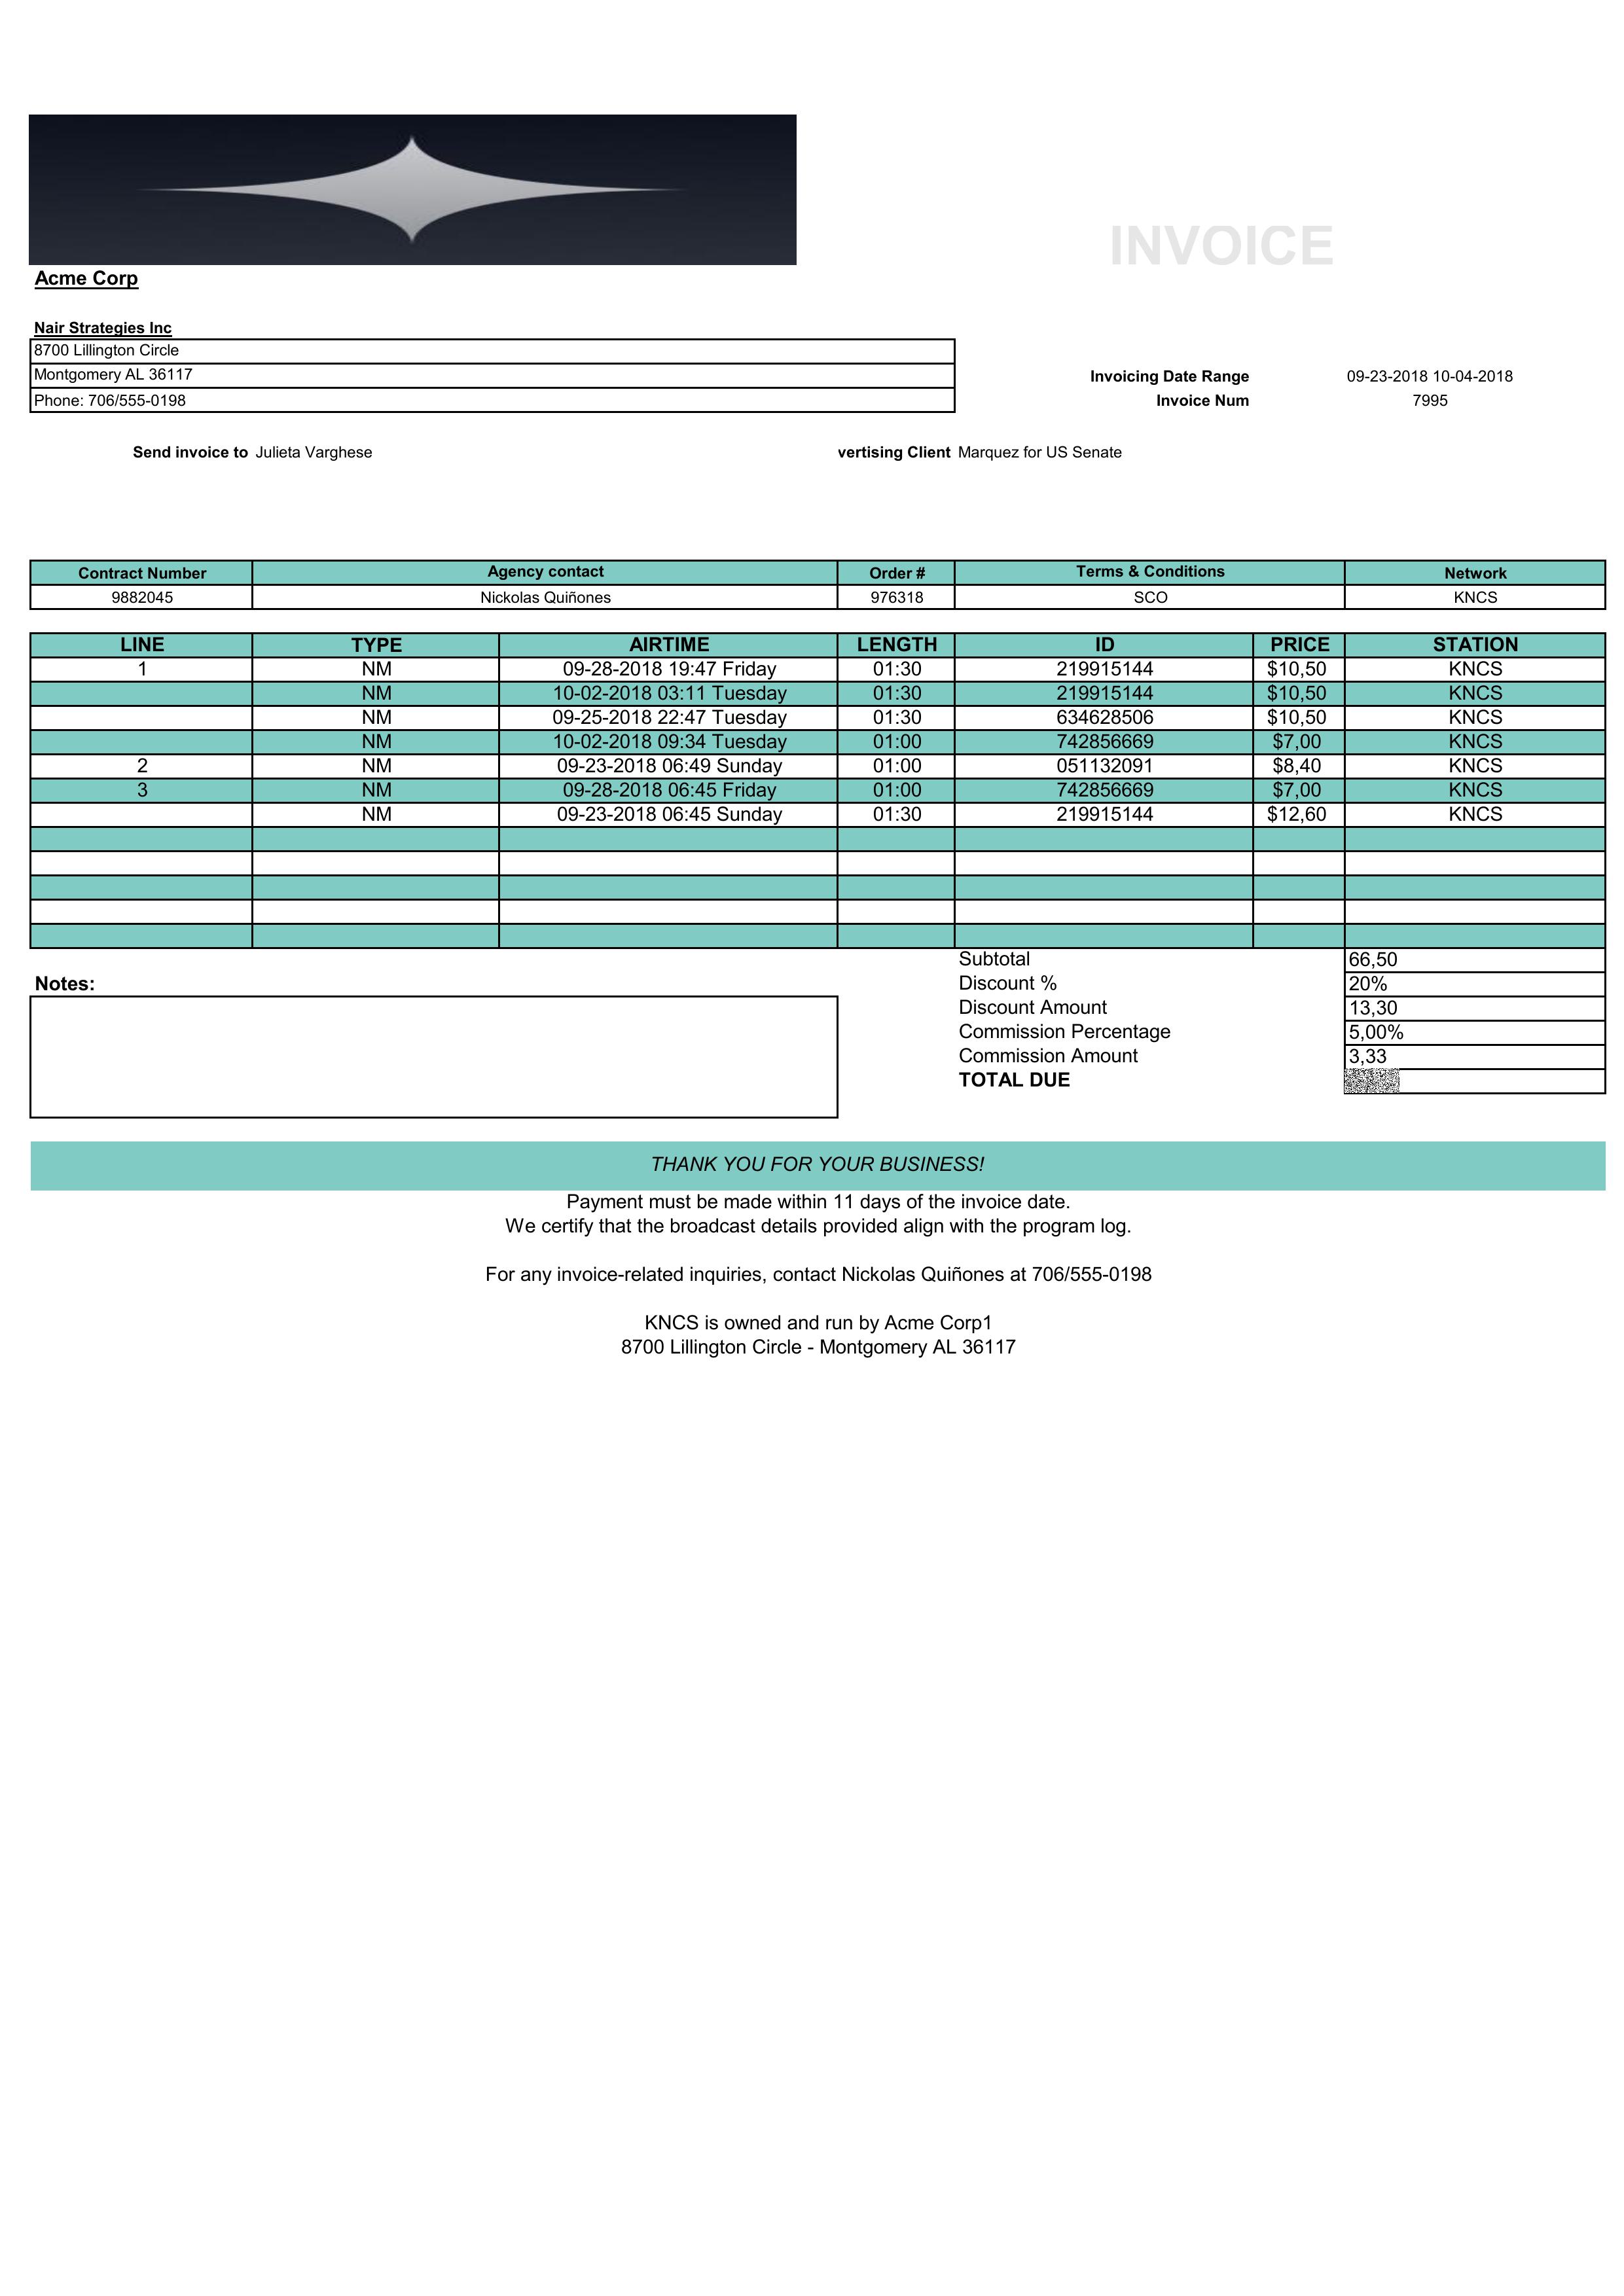 INVOICE
Acme Corp
Nair Strategies Inc
8700 Lillington Circle
Montgomery AL 36117
Phone: 706/555-0198
Invoicing Date Range 09-23-2018 10-04-2018
Invoice Num 7995
Send invoice to Julieta Varghese
vertising Client Marquez for US Senate
Contract Number Agency contact Order # Terms & Conditions Network
9882045 Nickolas Quiñones 976318 SCO KNCS
LINE TYPE AIRTIME LENGTH ID PRICE STATION
1 NM 09-28-2018 19:47 Friday 01:30 219915144 $10,50 KNCS
NM 10-02-2018 03:11 Tuesday 01:30 219915144 $10,50 KNCS
NM 09-25-2018 22:47 Tuesday 01:30 634628506 $10,50 KNCS
NM 10-02-2018 09:34 Tuesday 01:00 742856669 $7,00 KNCS
2 NM 09-23-2018 06:49 Sunday 01:00 051132091 $8,40 KNCS
3 NM 09-28-2018 06:45 Friday 01:00 742856669 $7,00 KNCS
NM 09-23-2018 06:45 Sunday 01:30 219915144 $12,60 KNCS
Subtotal 66,50
Notes:
Discount % 20%
Discount Amount 13,30
Commission Percentage 5,00%
Commission Amount 3,33
TOTAL DUE
THANK YOU FOR YOUR BUSINESS!
Payment must be made within 11 days of the invoice date.
We certify that the broadcast details provided align with the program log.
For any invoice-related inquiries, contact Nickolas Quiñones at 706/555-0198
KNCS is owned and run by Acme Corp1
8700 Lillington Circle - Montgomery AL 36117